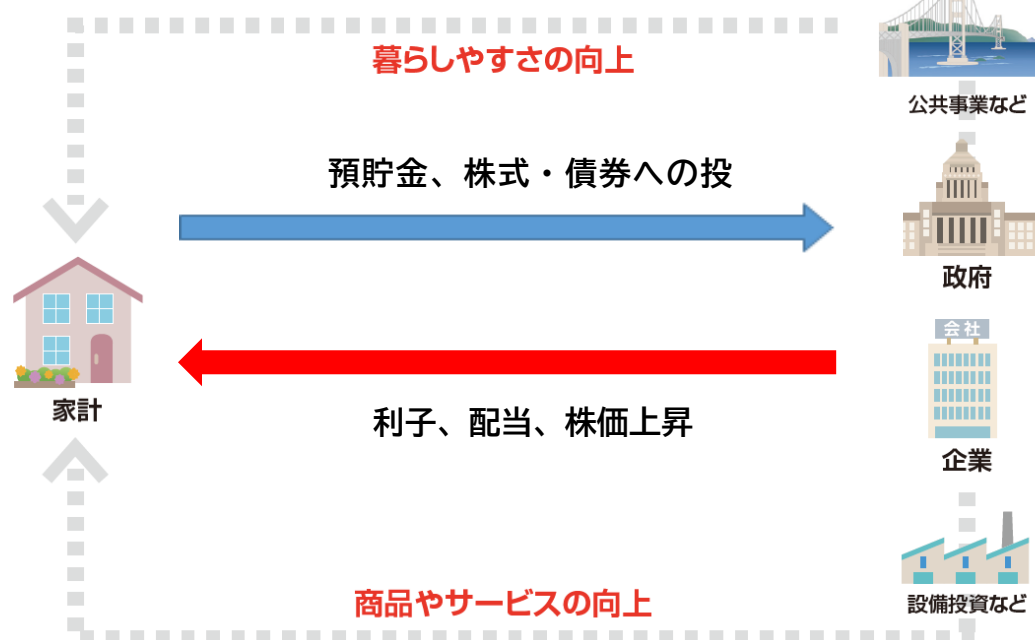 暮らしやすさの向上
公共事業など
預貯金、株式・債券への投
政府
会社
家計
利子、配当、株価上昇
企業
商品やサービスの向上
設備投資など